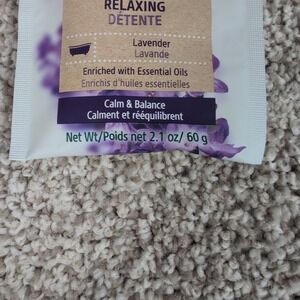 RELAXING
DÉTENTE
Lavender
Lavande
Enriched with Essential Oils
Enrichis d'huiles essentielles
Calm & Balance
Calment et rééquilibrent
Net Wt/Poids net 2.1 oz/ 60 g